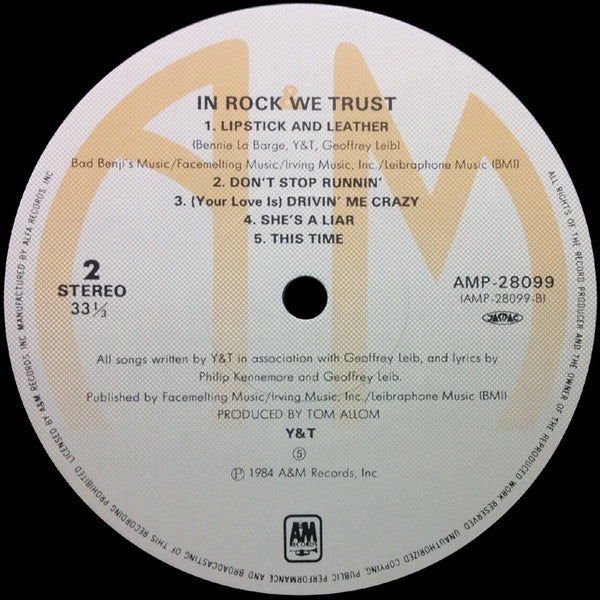 IN ROCK WE TRUST
1. LIPSTICK AND LEATHER
(Bennie La Barge, Y&T, Geoffrey Leib)
Bad Benji's Music/Facemelting Music/Irving Music, Inc./Leibraphone Music (BMI)
2. DON'T STOP RUNNIN'
3. (Your Love Is) DRIVIN' ME CRAZY
4. SHE'S A LIAR
5. THIS TIME
2
STEREO
33 1/3
AMP-28099
(AMP-28099-B)
JASRAC
All songs written by Y&T in association with Geoffrey Leib, and lyrics by
Philip Kennemore and Geoffrey Leib.
Published by Facemelting Music/Irving Music, Inc./Leibraphone Music (BMI)
PRODUCED BY TOM ALLOM
Y&T
⑤
Ⓟ 1984 A&M Records, Inc.
A&M
RECORDS
ALL RIGHTS OF THE RECORD PRODUCER AND THE OWNER OF THE REPRODUCED WORK RESERVED. UNAUTHORIZED COPYING PUBLIC PERFORMANCE AND BROADCASTING OF THIS RECORDING PROHIBITED LICENSED BY A&M RECORDS INC. MANUFACTURED BY ALFA RECORDS, INC
A&M